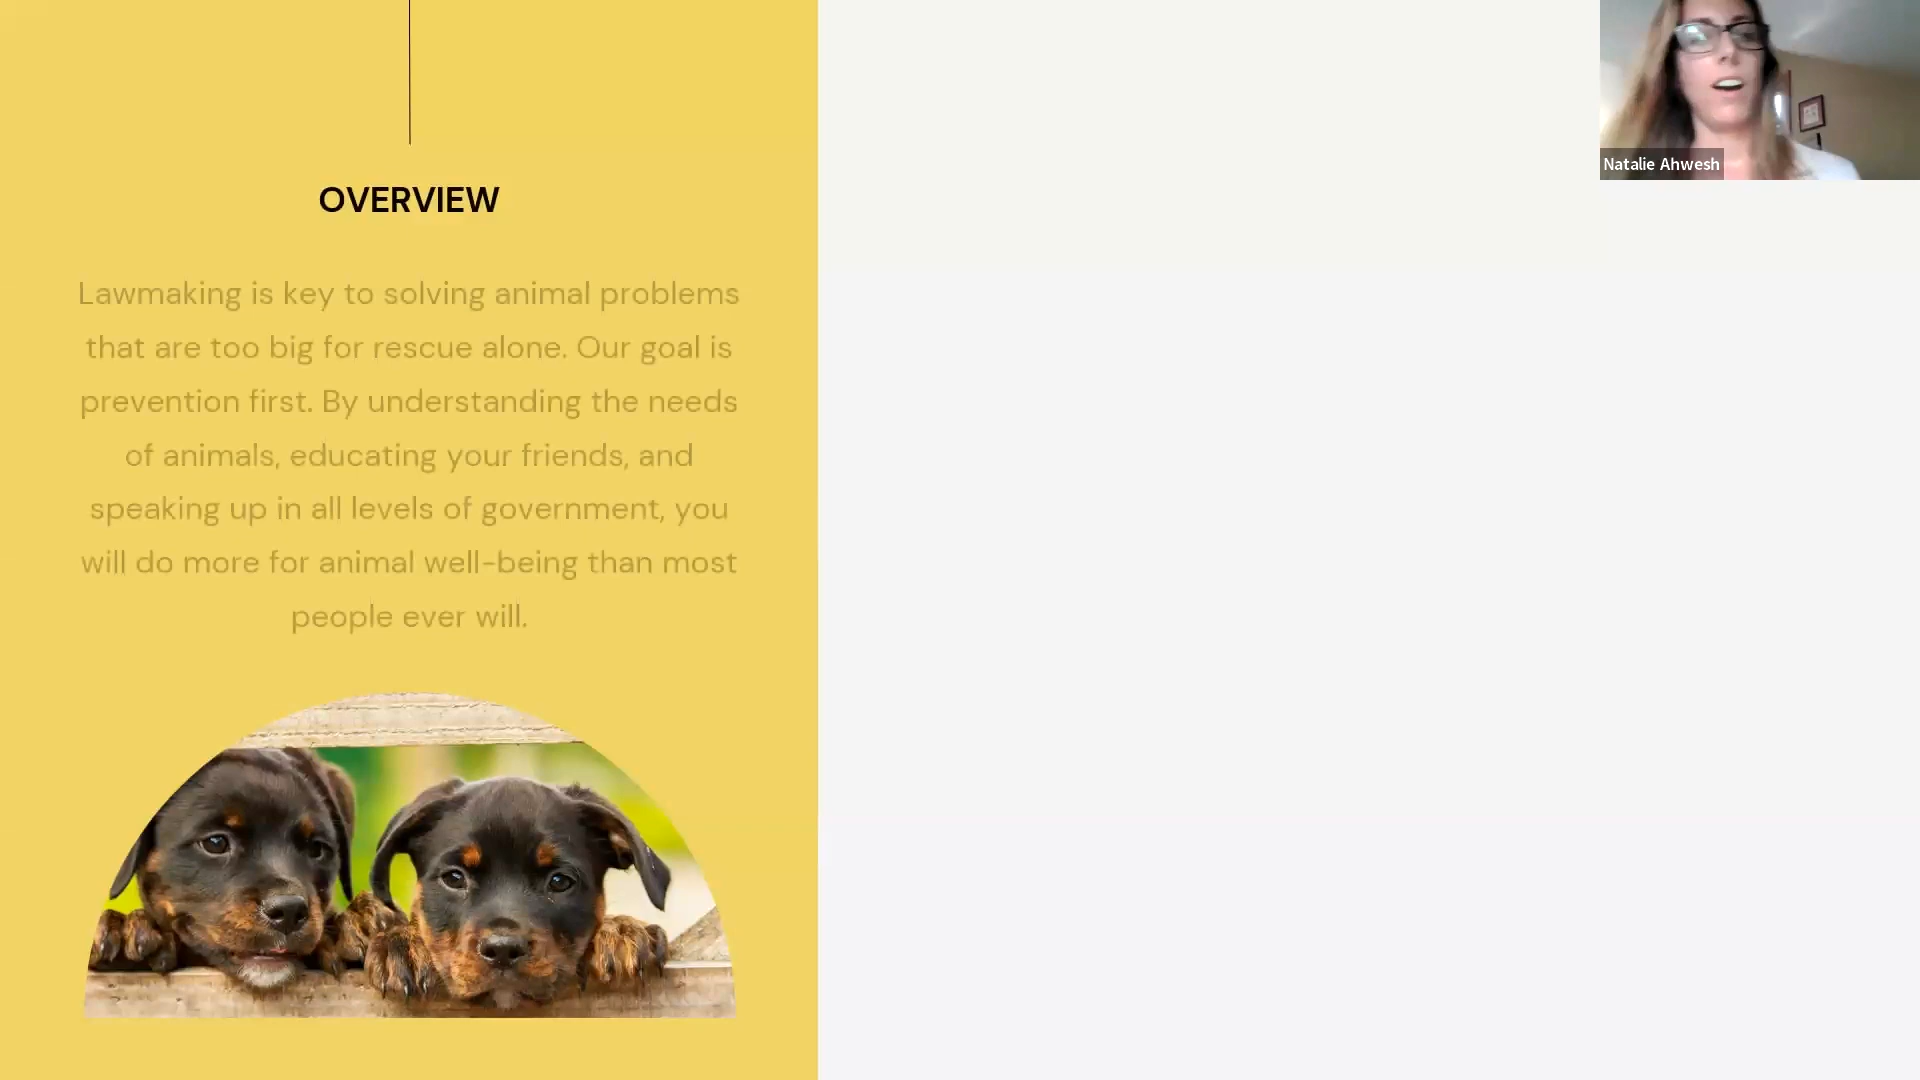 OVERVIEW
Lawmaking is key to solving animal problems
that are too big for rescue alone. Our goal is
prevention first. By understanding the needs
of animals, educating your friends, and
speaking up in all levels of government, you
will do more for animal well-being than most
people ever will.
Natalie Ahwesh